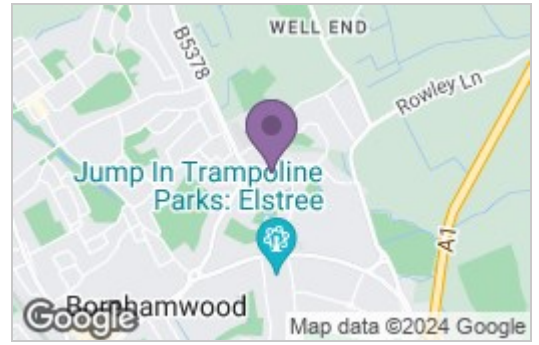 WELL END
B5378
Rowley Ln
Jump In Trampoline
Parks: Elstree
A1
Borehamwood
Google
Map data ©2024 Google